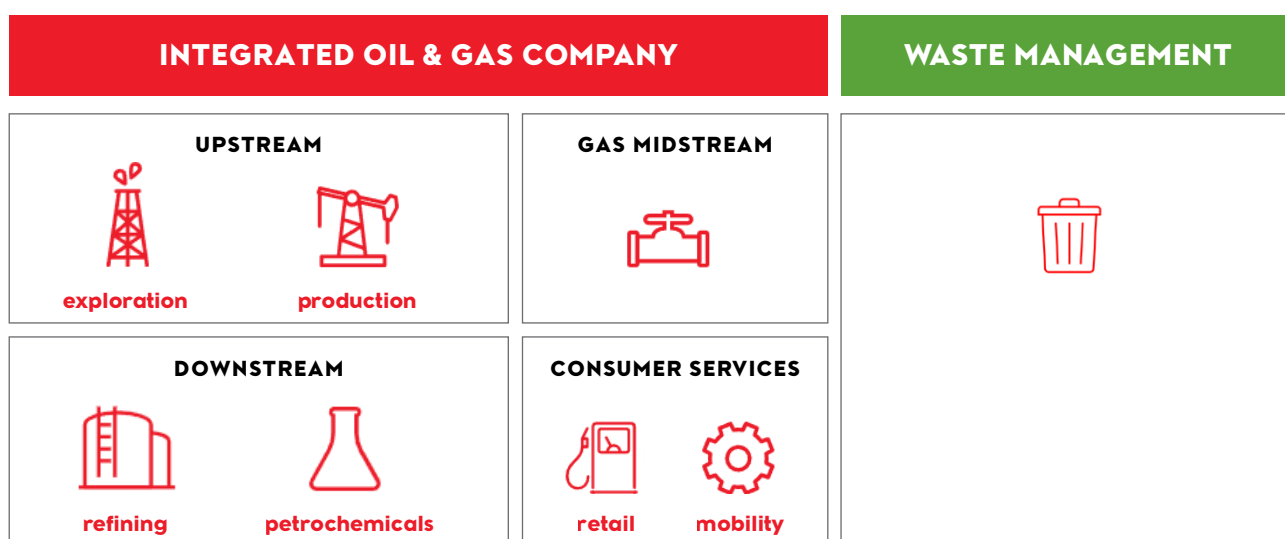 INTEGRATED OIL & GAS COMPANY
WASTE MANAGEMENT
UPSTREAM
exploration
production
GAS MIDSTREAM
DOWNSTREAM
refining
petrochemicals
CONSUMER SERVICES
retail
mobility